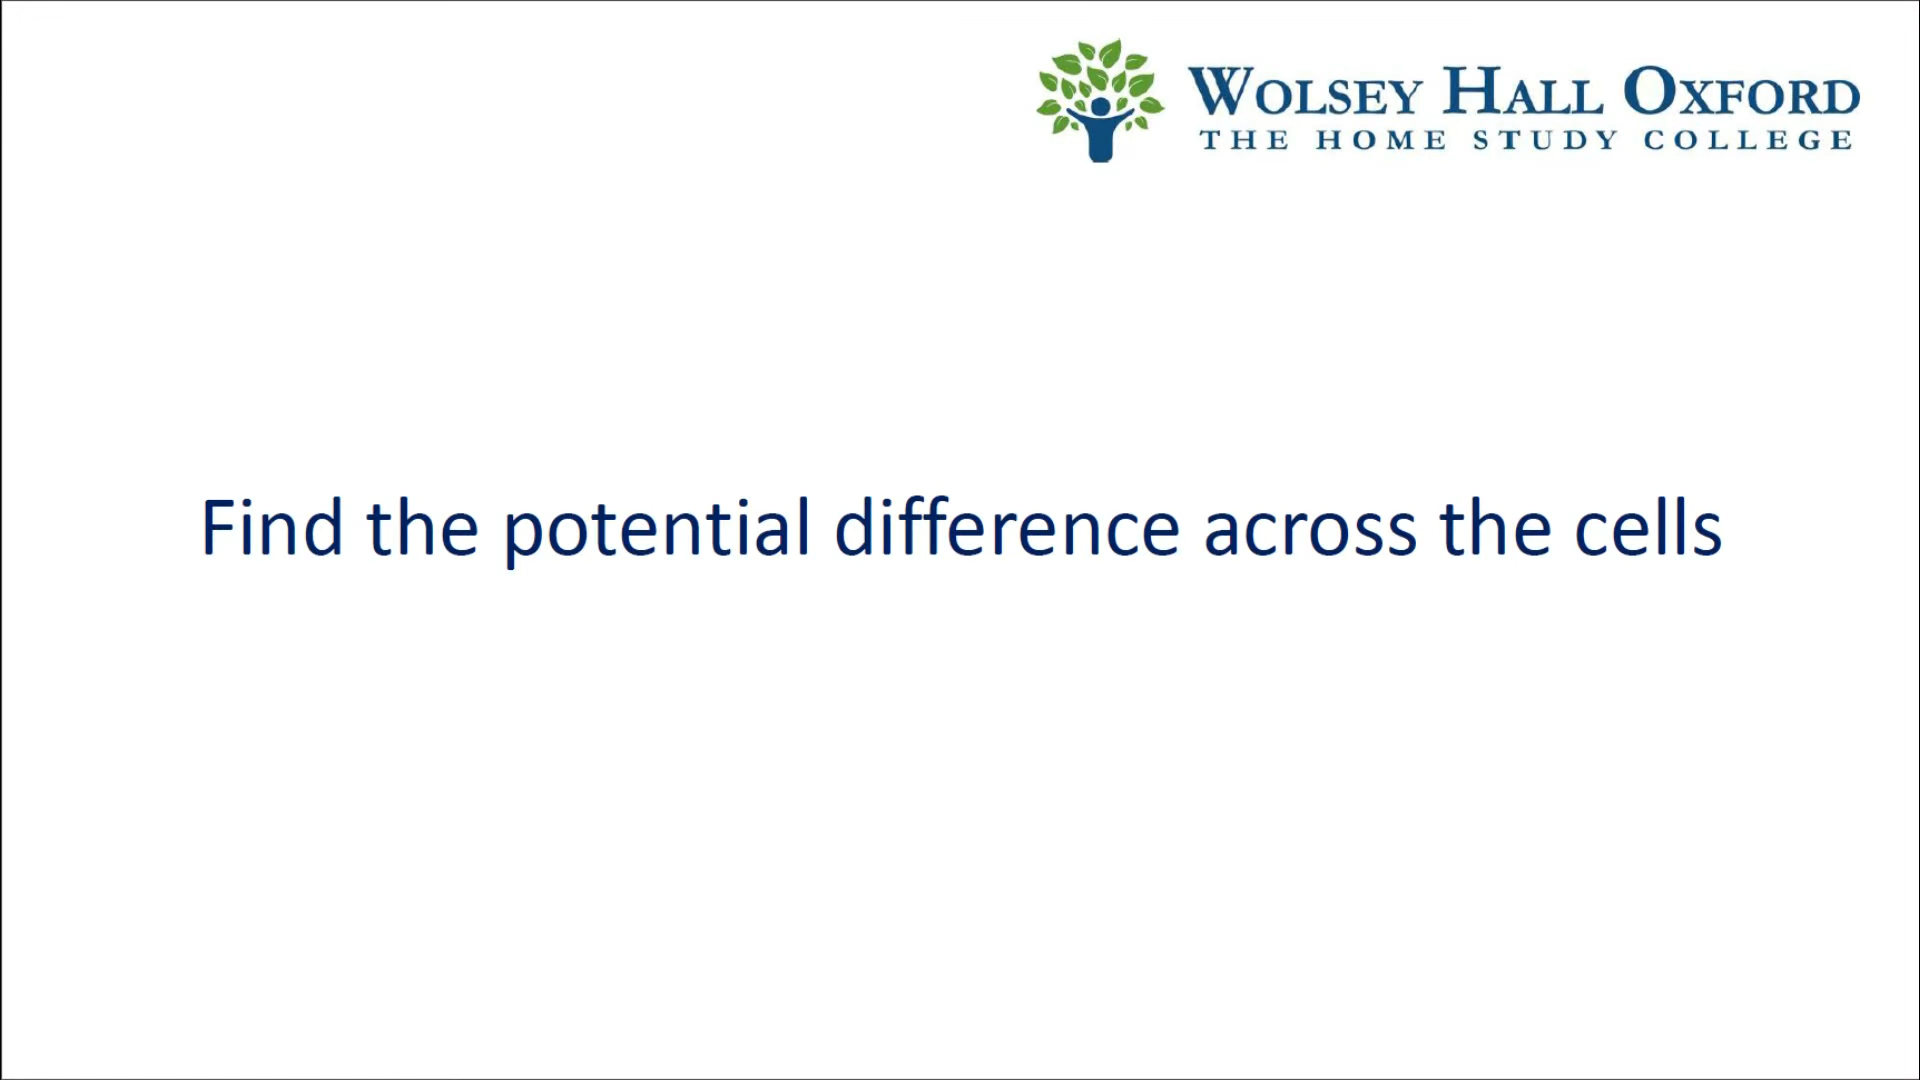 WOLSEY HALL OXFORD
THE HOME STUDY COLLEGE
Find the potential difference across the cells